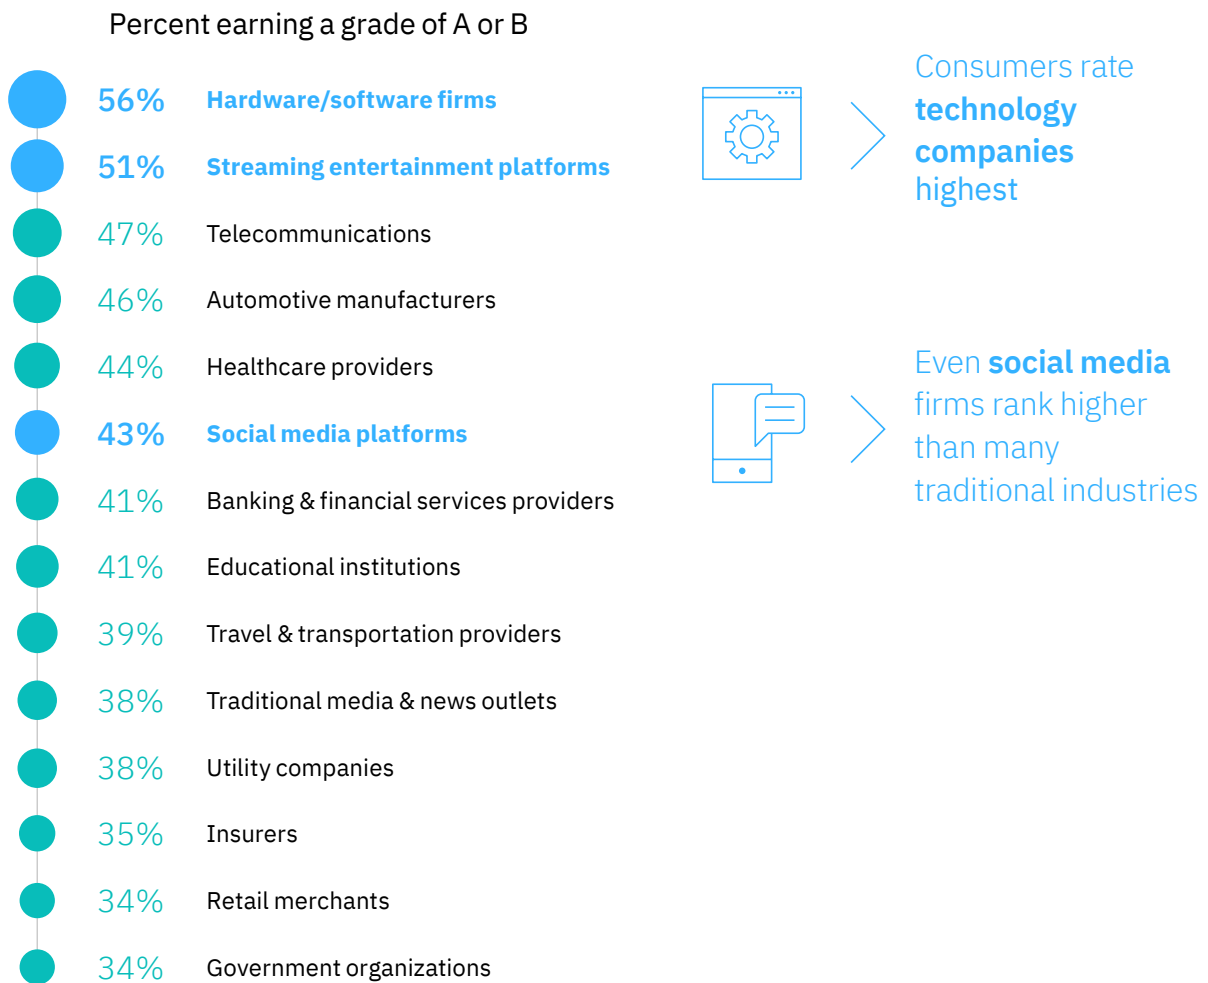 Percent earning a grade of A or B
56% Hardware/software firms
51% Streaming entertainment platforms
47% Telecommunications
46% Automotive manufacturers
44% Healthcare providers
43% Social media platforms
41% Banking & financial services providers
41% Educational institutions
39% Travel & transportation providers
38% Traditional media & news outlets
38% Utility companies
35% Insurers
34% Retail merchants
34% Government organizations
Consumers rate
technology
companies
highest
Even social media
firms rank higher
than many
traditional industries